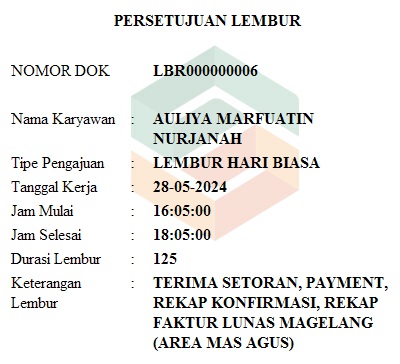 PERSETUJUAN LEMBUR
NOMOR DOK LBR000000006
Nama Karyawan : AULIYA MARFUATIN
NURJANAH
Tipe Pengajuan : LEMBUR HARI BIASA
Tanggal Kerja : 28-05-2024
Jam Mulai : 16:05:00
Jam Selesai : 18:05:00
Durasi Lembur : 125
Keterangan : TERIMA SETORAN, PAYMENT,
Lembur REKAP KONFIRMASI, REKAP
FAKTUR LUNAS MAGELANG
(AREA MAS AGUS)